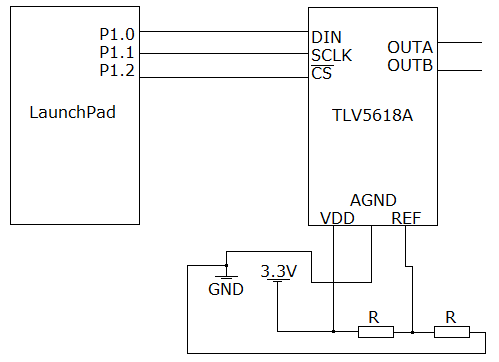 P1.0
P1.1
P1.2
LaunchPad
DIN
SCLK
CS
OUTA
OUTB
TLV5618A
AGND
VDD
REF
GND
3.3V
R
R